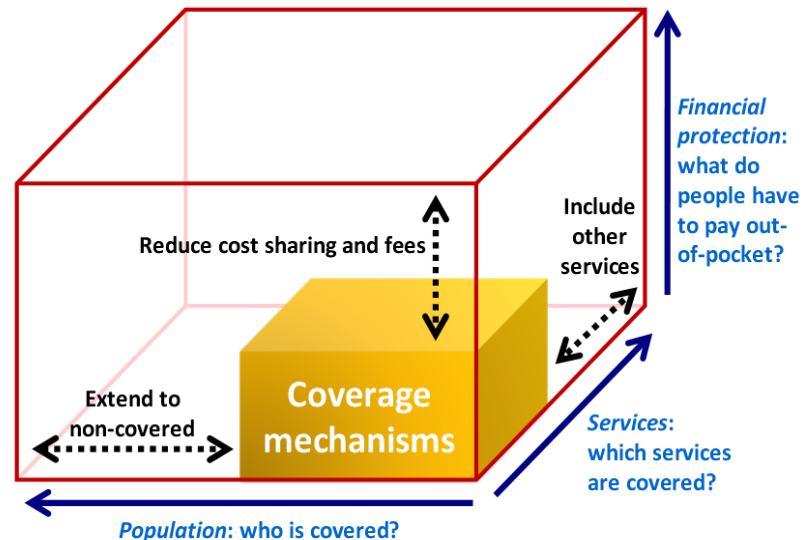 Financial
protection:
what do
people have
to pay out-
of-pocket?
Include
other
services
Reduce cost sharing and fees
Extend to
non-covered
Coverage
mechanisms
Services:
which services
are covered?
Population: who is covered?